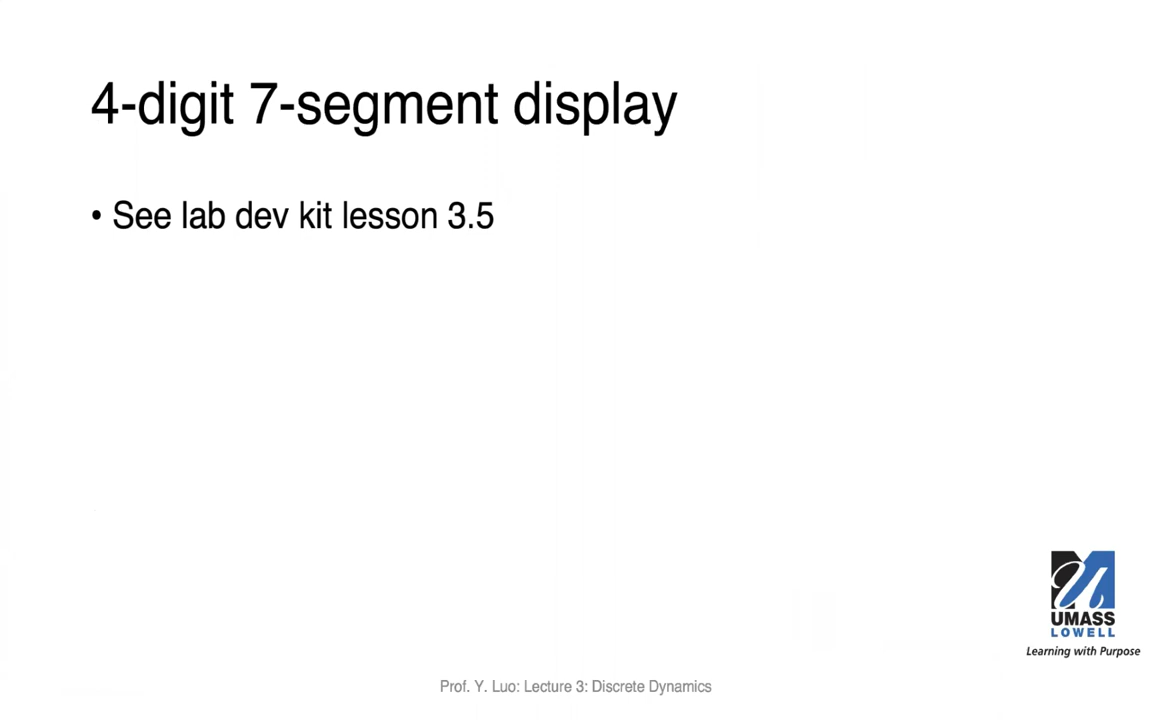 4-digit 7-segment display
• See lab dev kit lesson 3.5
UMASS
LOWELL
Learning with Purpose
Prof. Y. Luo: Lecture 3: Discrete Dynamics